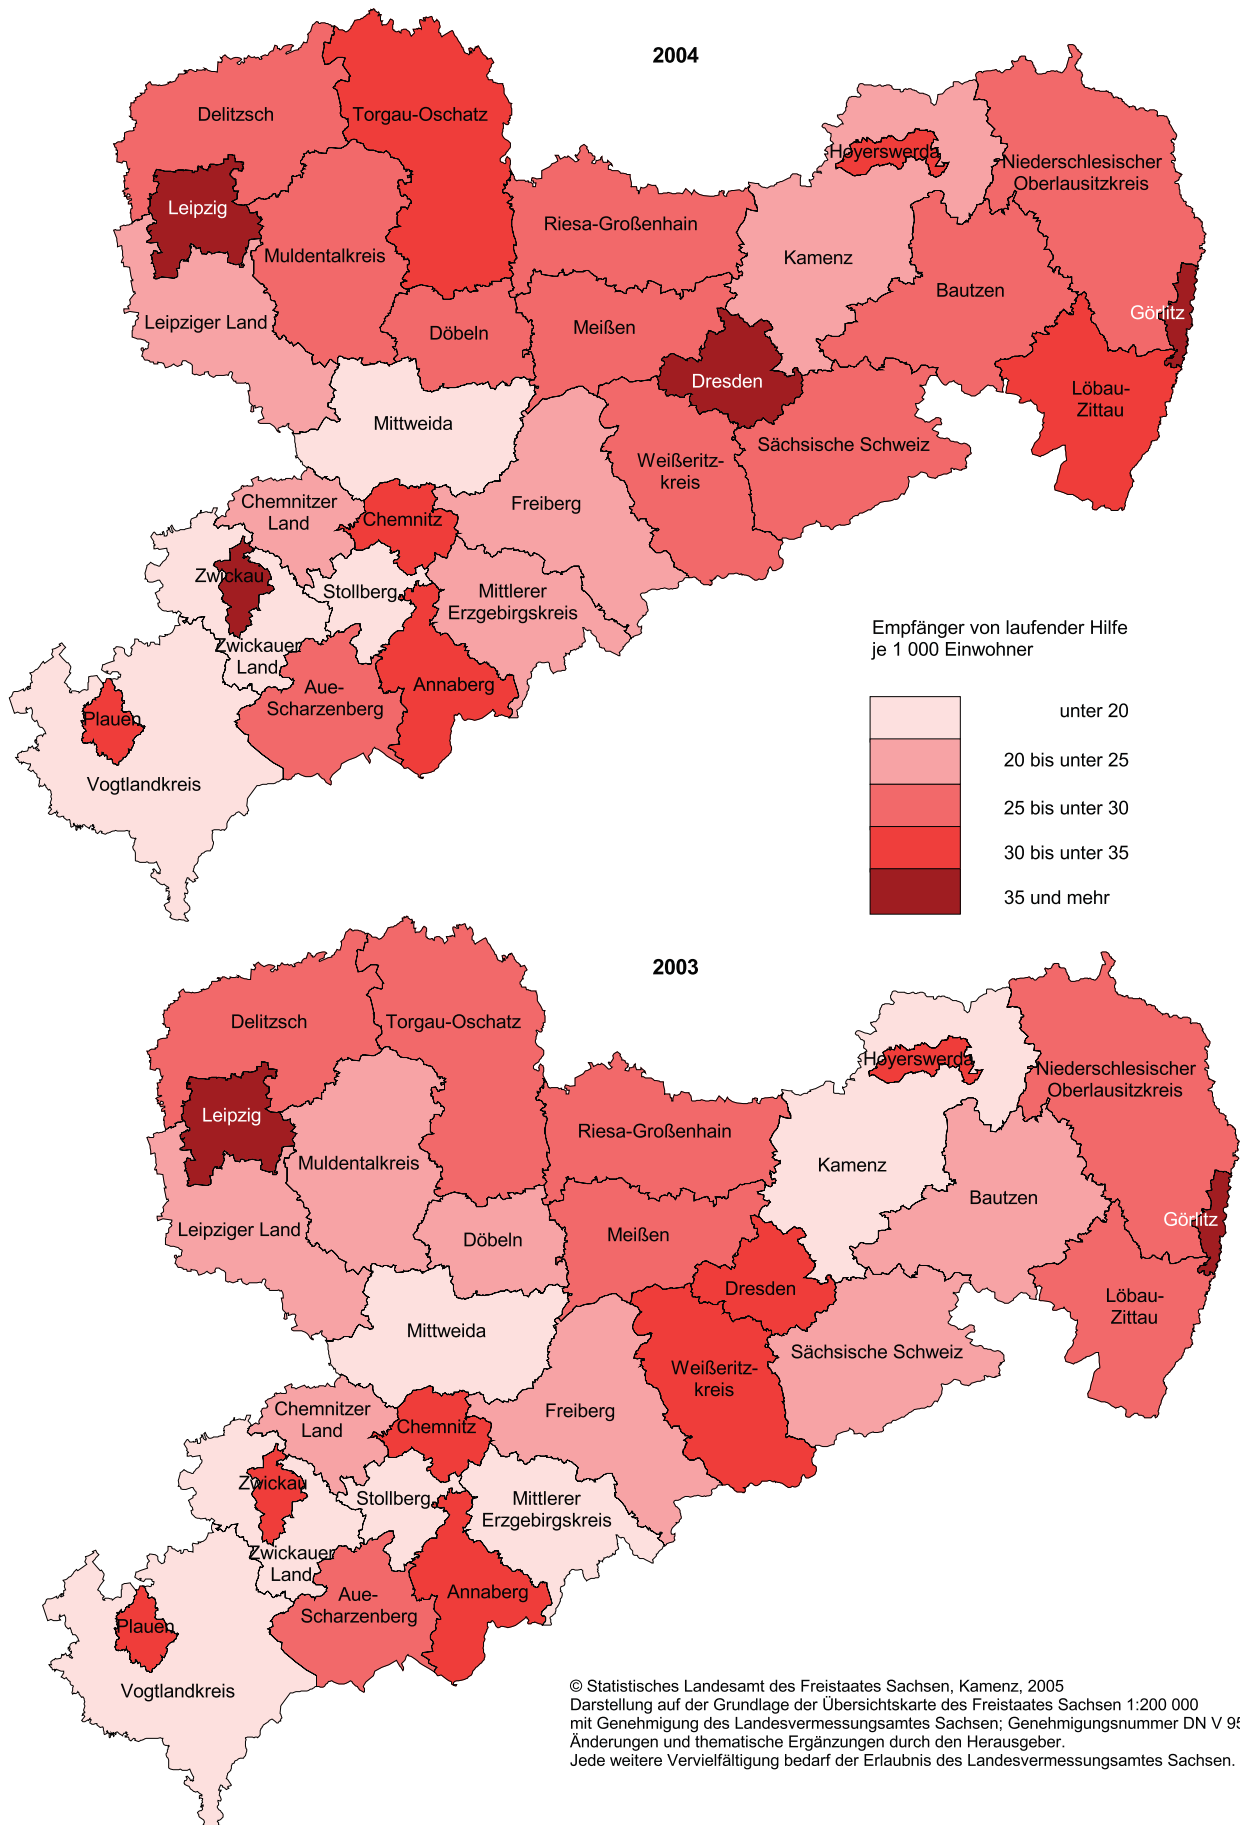 2004
Delitzsch
Torgau-Oschatz
Hoyerswerda
Niederschlesischer
Oberlausitzkreis
Leipzig
Riesa-Großenhain
Muldentalkreis
Kamenz
Bautzen
Görlitz
Leipziger Land
Döbeln
Meißen
Dresden
Löbau-
Zittau
Mittweida
Sächsische Schweiz
Weißeritz-
kreis
Chemnitzer
Land
Freiberg
Chemnitz
Zwickau
Stollberg
Mittlerer
Erzgebirgskreis
Zwickauer
Land
Aue-
Scharzenberg
Annaberg
Plauen
Vogtlandkreis
Empfänger von laufender Hilfe
je 1 000 Einwohner
unter 20
20 bis unter 25
25 bis unter 30
30 bis unter 35
35 und mehr
2003
Delitzsch
Torgau-Oschatz
Hoyerswerda
Niederschlesischer
Oberlausitzkreis
Leipzig
Riesa-Großenhain
Muldentalkreis
Kamenz
Bautzen
Görlitz
Leipziger Land
Döbeln
Meißen
Dresden
Löbau-
Zittau
Mittweida
Sächsische Schweiz
Weißeritz-
kreis
Chemnitzer
Land
Freiberg
Chemnitz
Zwickau
Stollberg
Mittlerer
Erzgebirgskreis
Zwickauer
Land
Aue-
Scharzenberg
Annaberg
Plauen
Vogtlandkreis
© Statistisches Landesamt des Freistaates Sachsen, Kamenz, 2005
Darstellung auf der Grundlage der Übersichtskarte des Freistaates Sachsen 1:200 000
mit Genehmigung des Landesvermessungsamtes Sachsen; Genehmigungsnummer DN V 95
Änderungen und thematische Ergänzungen durch den Herausgeber.
Jede weitere Vervielfältigung bedarf der Erlaubnis des Landesvermessungsamtes Sachsen.